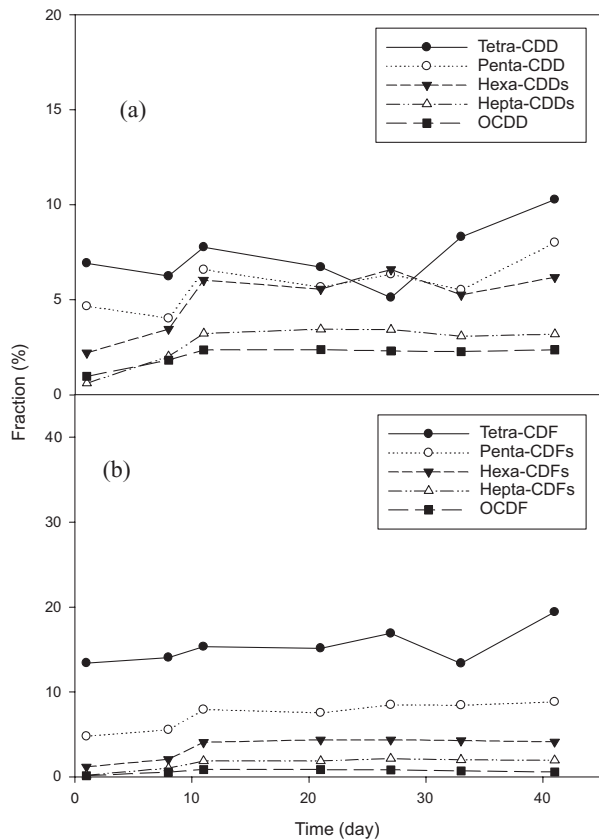 20
15
10
5
0
(a)
Tetra-CDD
Penta-CDD
Hexa-CDDs
Hepta-CDDs
OCDD
Fraction (%)
40
30
20
10
0
(b)
Tetra-CDF
Penta-CDFs
Hexa-CDFs
Hepta-CDFs
OCDF
0 10 20 30 40
Time (day)